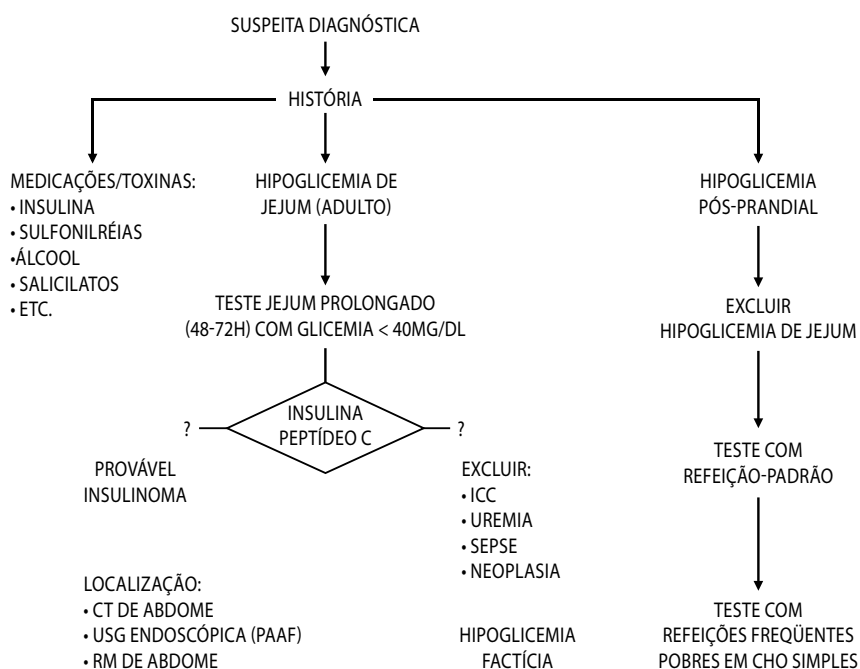 SUSPEITA DIAGNÓSTICA
HISTÓRIA
MEDICAÇÕES/TOXINAS:
• INSULINA
• SULFONILRÉIAS
•ÁLCOOL
• SALICILATOS
• ETC.
HIPOGLICEMIA DE
JEJUM (ADULTO)
TESTE JEJUM PROLONGADO
(48-72H) COM GLICEMIA < 40MG/DL
?
INSULINA
PEPTÍDEO C
?
PROVÁVEL
INSULINOMA
LOCALIZAÇÃO:
• CT DE ABDOME
• USG ENDOSCÓPICA (PAAF)
• RM DE ABDOME
EXCLUIR:
• ICC
• UREMIA
• SEPSE
• NEOPLASIA
HIPOGLICEMIA
FACTÍCIA
HIPOGLICEMIA
PÓS-PRANDIAL
EXCLUIR
HIPOGLICEMIA DE JEJUM
TESTE COM
REFEIÇÃO-PADRÃO
TESTE COM
REFEIÇÕES FREQÜENTES
POBRES EM CHO SIMPLES